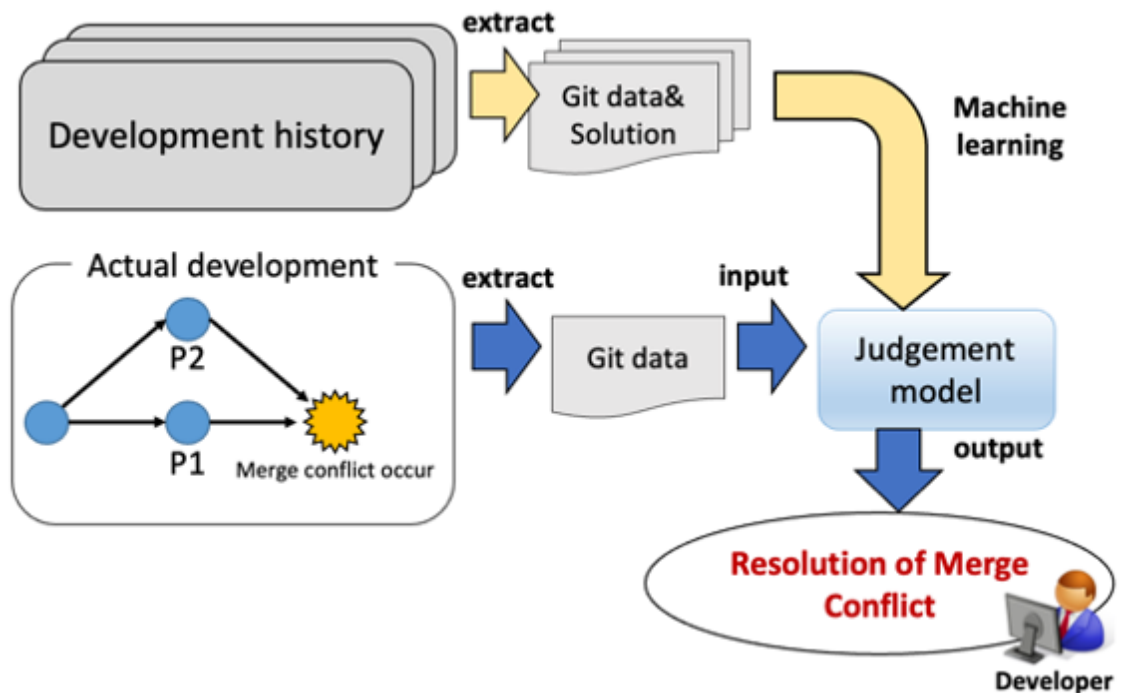 extract
Development history
Git data&
Solution
Machine
learning
Actual development
P2
P1
Merge conflict occur
extract
Git data
input
Judgement
model
output
Resolution of Merge
Conflict
Developer